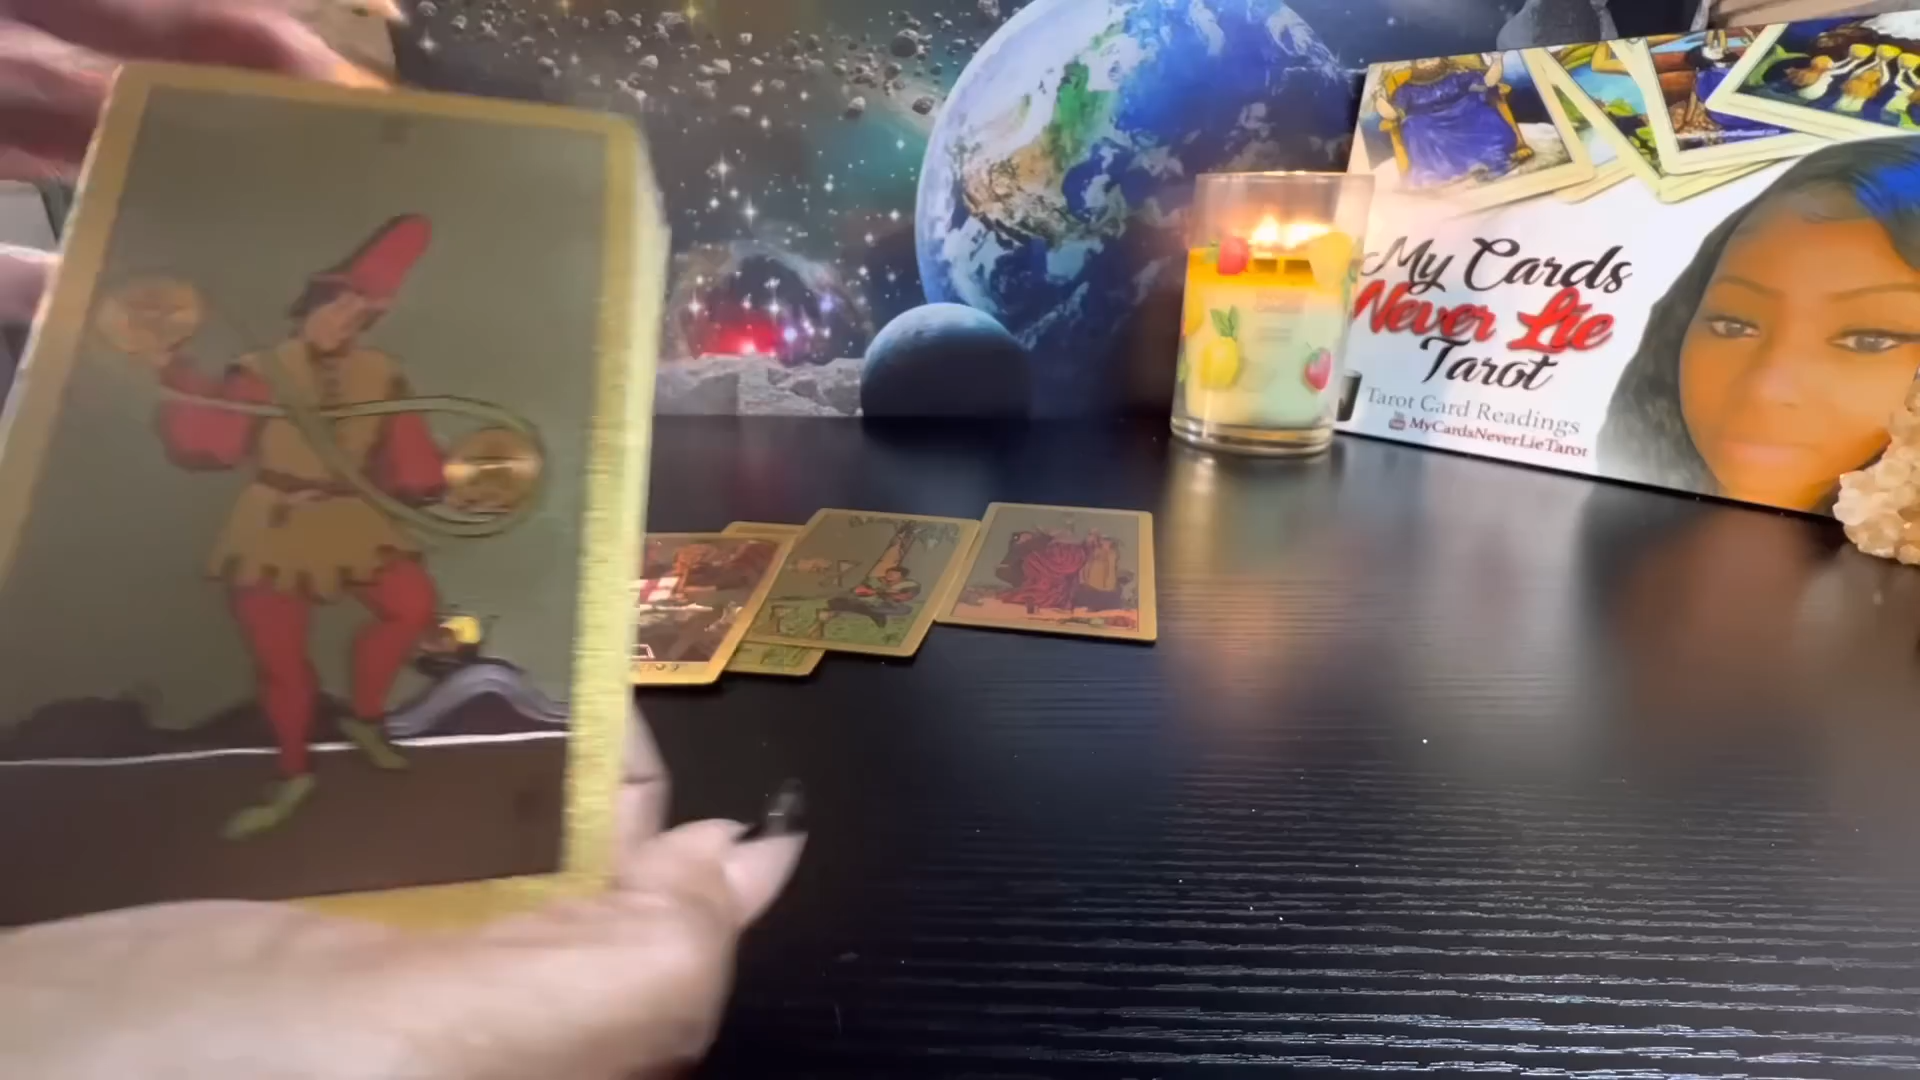 My Cards
Never Lie
Tarot
Tarot Card Readings
MyCardsNeverLieTarot